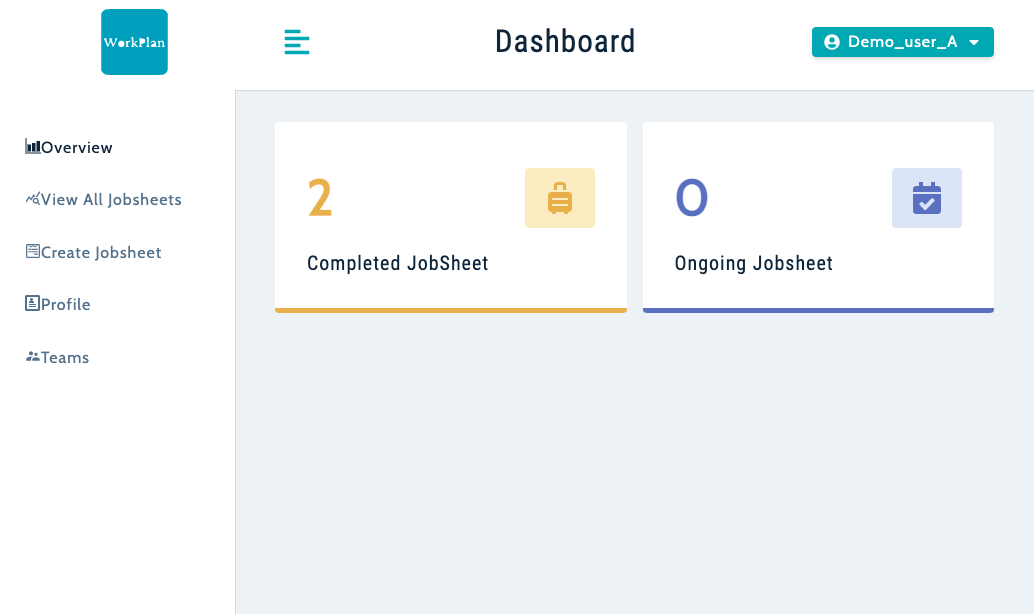 WorkPlan
Dashboard
Demo_user_A
Overview
View All Jobsheets
Create Jobsheet
Profile
Teams
2
Completed JobSheet
0
Ongoing Jobsheet